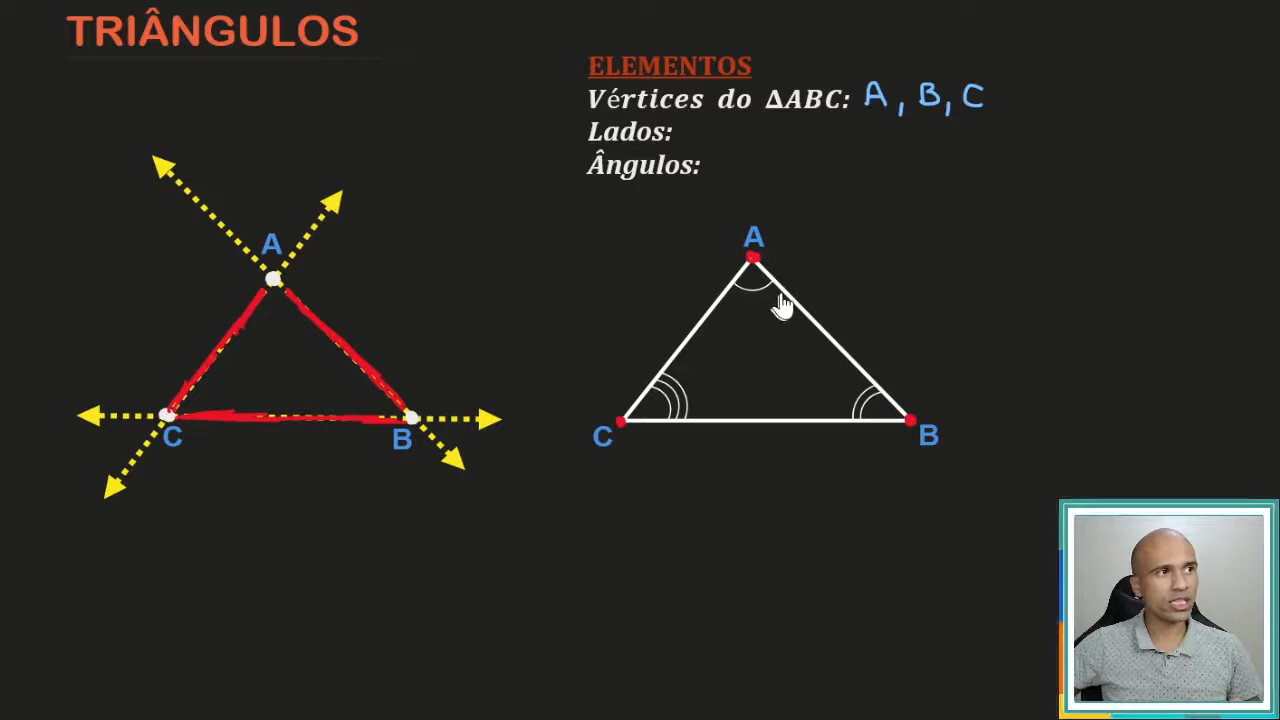 TRIÂNGULOS
ELEMENTOS
Vértices do ΔABC: A, B, C
Lados:
Ângulos:
A
C
B
A
C
B